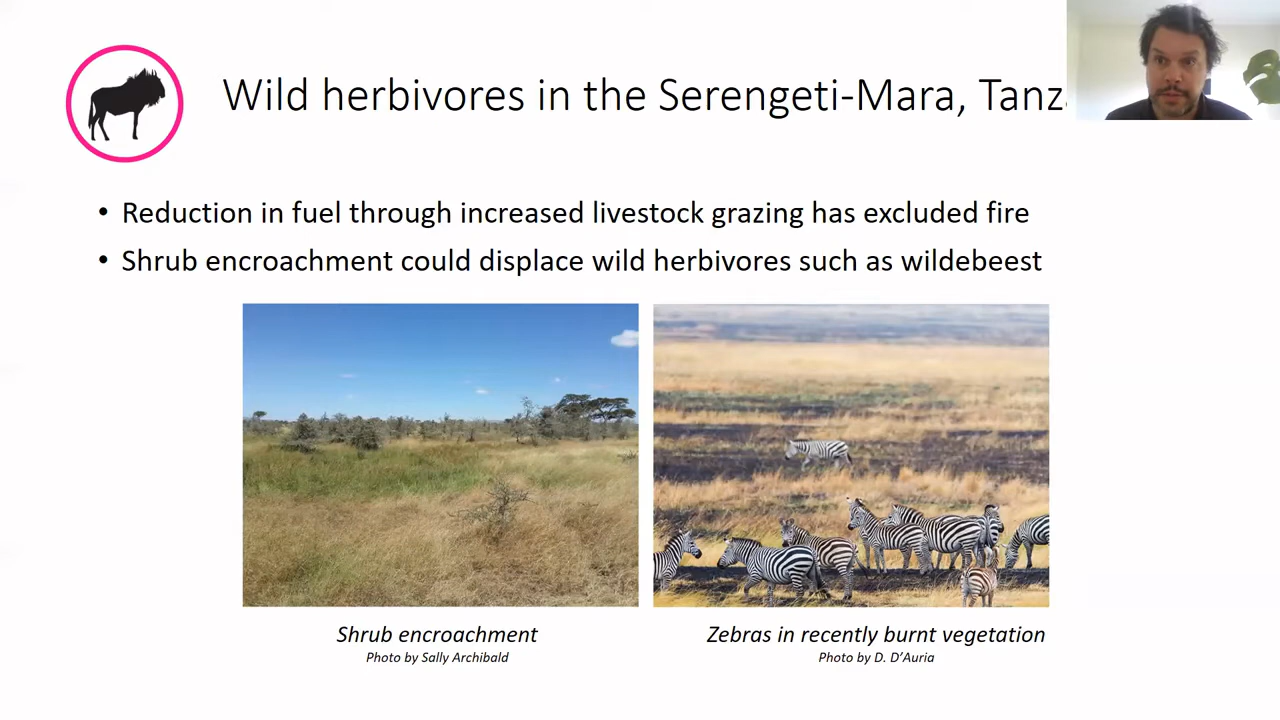 Wild herbivores in the Serengeti-Mara, Tanz
• Reduction in fuel through increased livestock grazing has excluded fire
• Shrub encroachment could displace wild herbivores such as wildebeest
Shrub encroachment
Photo by Sally Archibald
Zebras in recently burnt vegetation
Photo by D. D'Auria